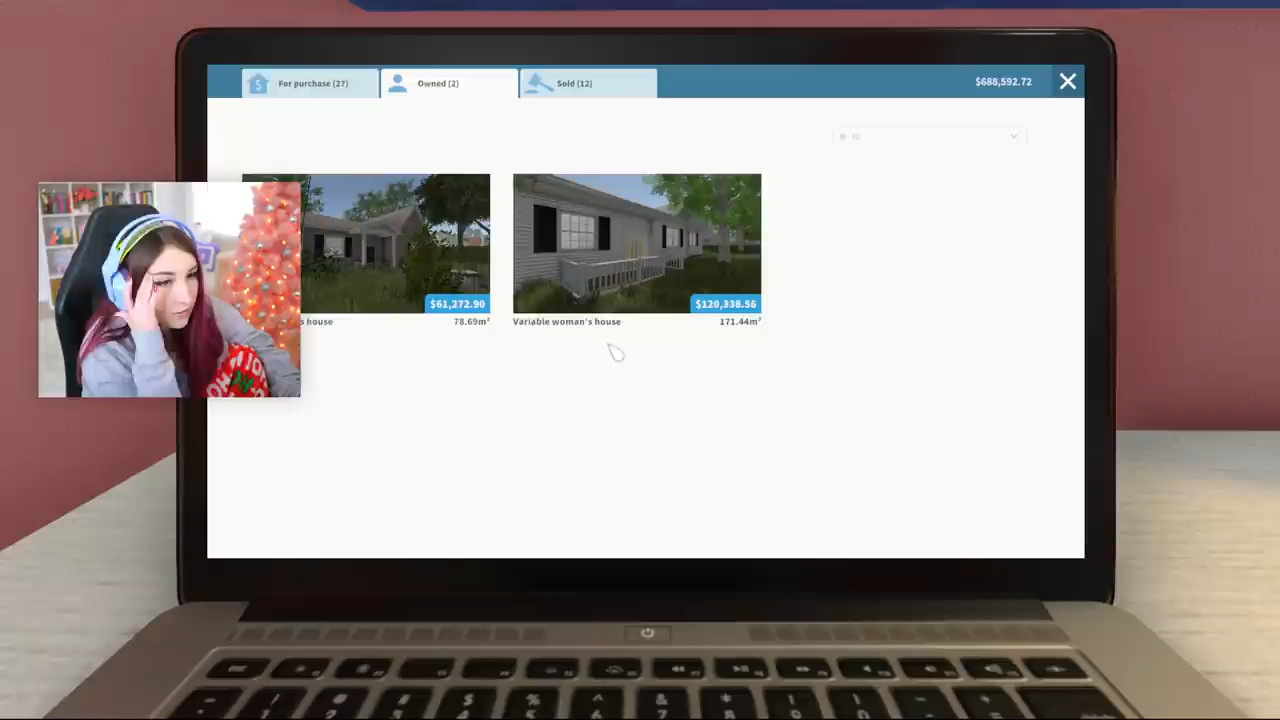 For purchase (27)
Owned (2)
Sold (12)
$688,592.72
$61,272.90
$120,338.56
s house
78.69m²
Variable woman's house
171.44m²